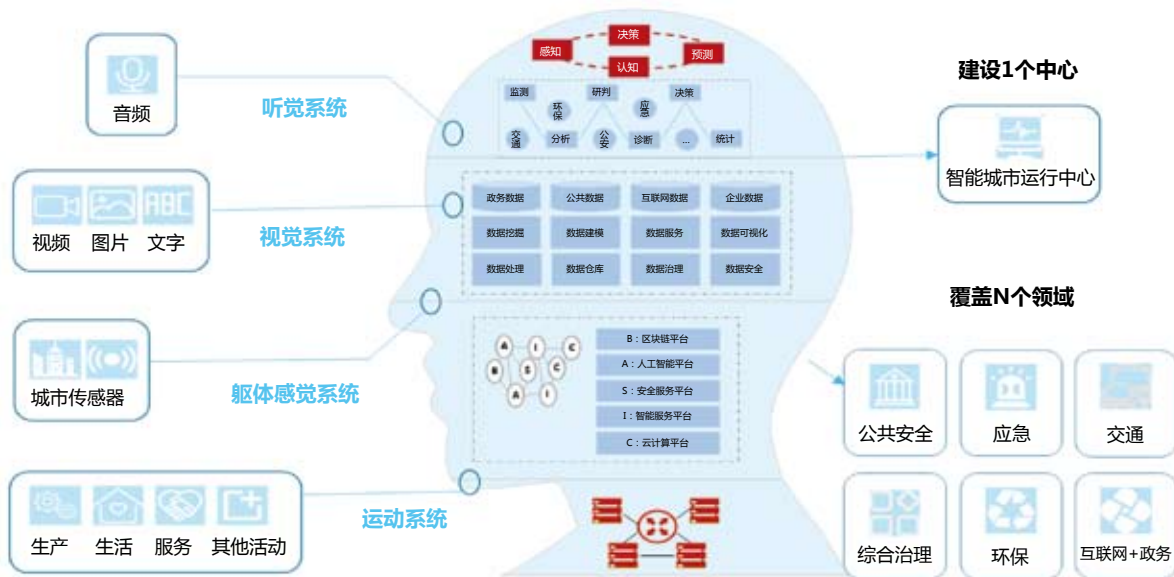 音频
听觉系统
视频 图片 文字
ABC
视觉系统
城市传感器
躯体感觉系统
生产 生活 服务 其他活动
运动系统
决策
感知
预测
认知
监测 研判 决策
环保 应急
交通 分析 公安 诊断 ... 统计
政务数据 公共数据 互联网数据 企业数据
数据挖掘 数据建模 数据服务 数据可视化
数据处理 数据仓库 数据治理 数据安全
A I C
B S C
A I
B：区块链平台
A：人工智能平台
S：安全服务平台
I：智能服务平台
C：云计算平台
建设1个中心
智能城市运行中心
覆盖N个领域
公共安全 应急 交通
综合治理 环保 互联网+政务